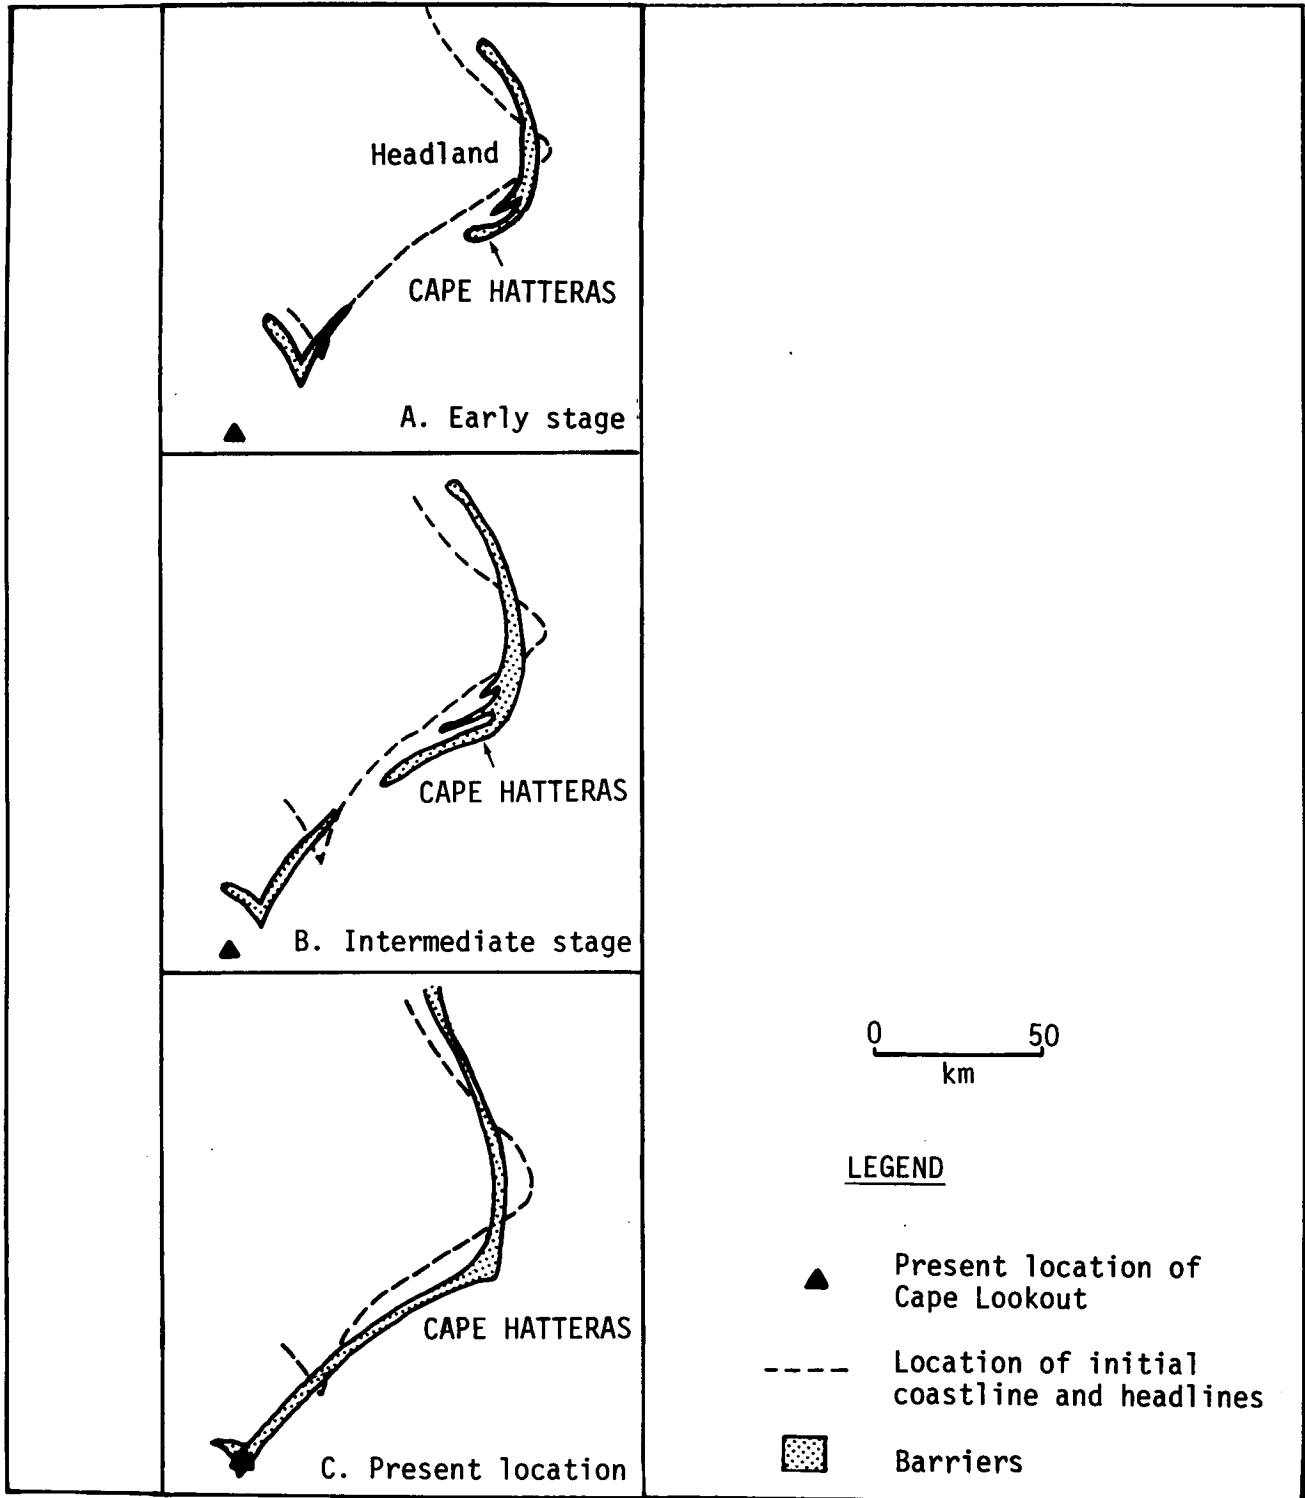 Headland
CAPE HATTERAS
A. Early stage
CAPE HATTERAS
B. Intermediate stage
CAPE HATTERAS
C. Present location
0 50
km
LEGEND
Present location of
Cape Lookout
Location of initial
coastline and headlines
Barriers